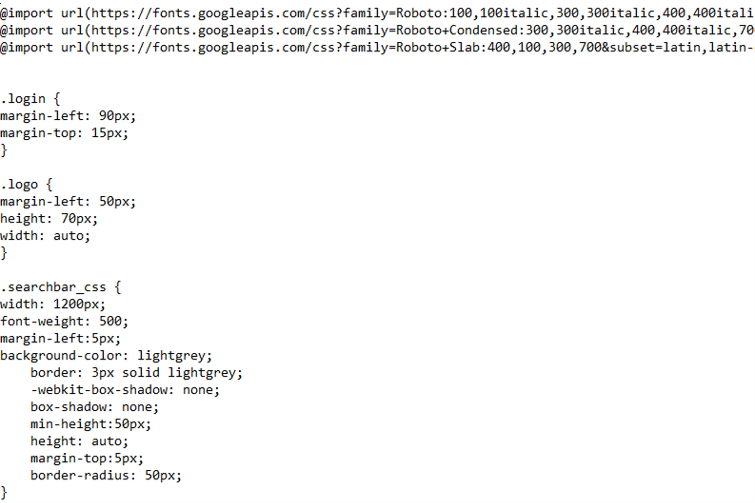 @import url(https://fonts.googleapis.com/css?family=Roboto:100,100italic,300,300italic,400,400itali
@import url(https://fonts.googleapis.com/css?family=Roboto+Condensed:300,300italic,400,400italic,70
@import url(https://fonts.googleapis.com/css?family=Roboto+Slab:400,100,300,700&subset=latin,latin-
.login {
margin-left: 90px;
margin-top: 15px;
}
.logo {
margin-left: 50px;
height: 70px;
width: auto;
}
.searchbar_css {
width: 1200px;
font-weight: 500;
margin-left:5px;
background-color: lightgrey;
    border: 3px solid lightgrey;
    -webkit-box-shadow: none;
    box-shadow: none;
    min-height:50px;
    height: auto;
    margin-top:5px;
    border-radius: 50px;
}